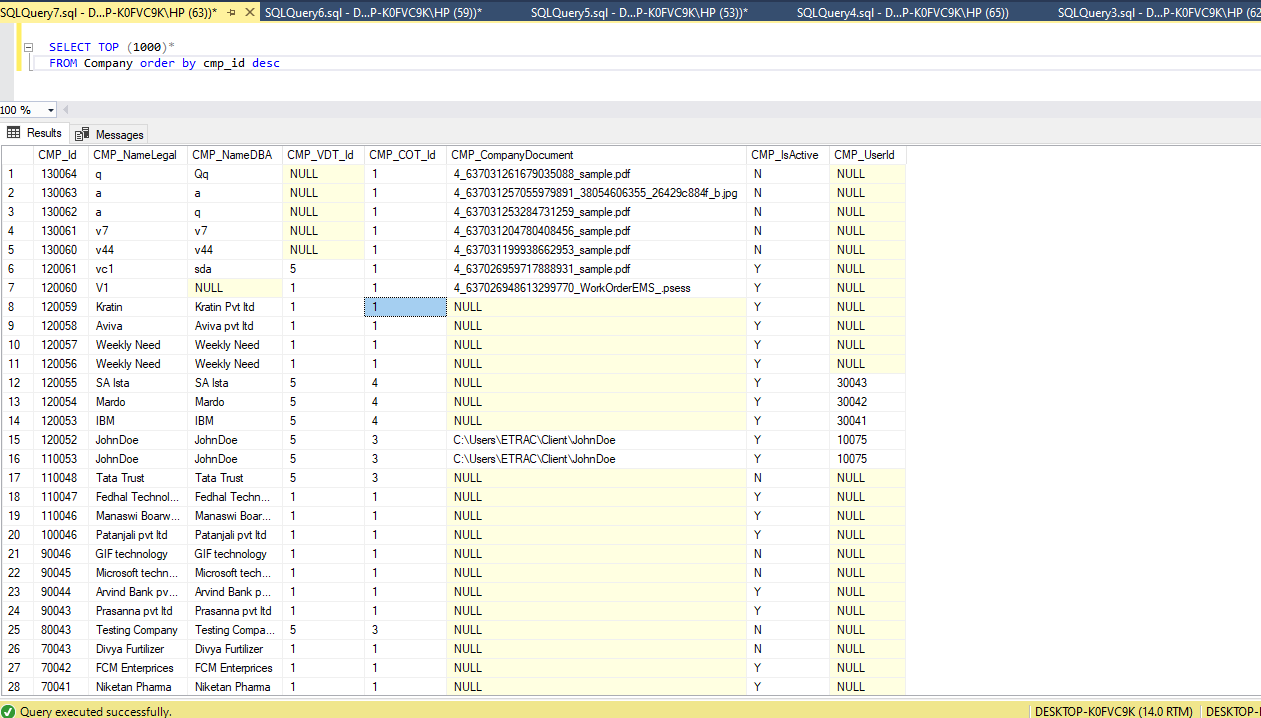 SQLQuery7.sql - D...P-K0FVC9K\HP (63))* SQLQuery6.sql - D...P-K0FVC9K\HP (59))* SQLQuery5.sql - D...P-K0FVC9K\HP (53))* SQLQuery4.sql - D...P-K0FVC9K\HP (65)) SQLQuery3.sql - D...P-K0FVC9K\HP (62
SELECT TOP (1000)*
FROM Company order by cmp_id desc
100 %
Results Messages
CMP_Id CMP_NameLegal CMP_NameDBA CMP_VDT_Id CMP_COT_Id CMP_CompanyDocument CMP_IsActive CMP_UserId
1 130064 q Qq NULL 1 4_637031261679035088_sample.pdf N NULL
2 130063 a a NULL 1 4_637031257055979891_38054606355_26429c884f_b.jpg N NULL
3 130062 a q NULL 1 4_637031253284731259_sample.pdf N NULL
4 130061 v7 v7 NULL 1 4_637031204780408456_sample.pdf N NULL
5 130060 v44 v44 NULL 1 4_637031199938662953_sample.pdf N NULL
6 120061 vc1 sda 5 1 4_637026959717888931_sample.pdf Y NULL
7 120060 V1 NULL 1 1 4_637026948613299770_WorkOrderEMS_.psess Y NULL
8 120059 Kratin Kratin Pvt ltd 1 1 NULL Y NULL
9 120058 Aviva Aviva pvt ltd 1 1 NULL Y NULL
10 120057 Weekly Need Weekly Need 1 1 NULL Y NULL
11 120056 Weekly Need Weekly Need 1 1 NULL Y NULL
12 120055 SA Ista SA Ista 5 4 NULL Y 30043
13 120054 Mardo Mardo 5 4 NULL Y 30042
14 120053 IBM IBM 5 4 NULL Y 30041
15 120052 JohnDoe JohnDoe 5 3 C:\Users\ETRAC\Client\JohnDoe Y 10075
16 110053 JohnDoe JohnDoe 5 3 C:\Users\ETRAC\Client\JohnDoe Y 10075
17 110048 Tata Trust Tata Trust 5 3 NULL N NULL
18 110047 Fedhal Technol... Fedhal Techn... 1 1 NULL Y NULL
19 110046 Manaswi Boarw... Manaswi Boar... 1 1 NULL Y NULL
20 100046 Patanjali pvt ltd Patanjali pvt ltd 1 1 NULL Y NULL
21 90046 GIF technology GIF technology 1 1 NULL N NULL
22 90045 Microsoft techn... Microsoft tech... 1 1 NULL N NULL
23 90044 Arvind Bank pv... Arvind Bank p... 1 1 NULL Y NULL
24 90043 Prasanna pvt ltd Prasanna pvt ltd 1 1 NULL Y NULL
25 80043 Testing Company Testing Compa... 5 3 NULL N NULL
26 70043 Divya Furtilizer Divya Furtilizer 1 1 NULL N NULL
27 70042 FCM Enterprices FCM Enterprices 1 1 NULL Y NULL
28 70041 Niketan Pharma Niketan Pharma 1 1 NULL Y NULL
Query executed successfully. DESKTOP-K0FVC9K (14.0 RTM) DESKTOP-